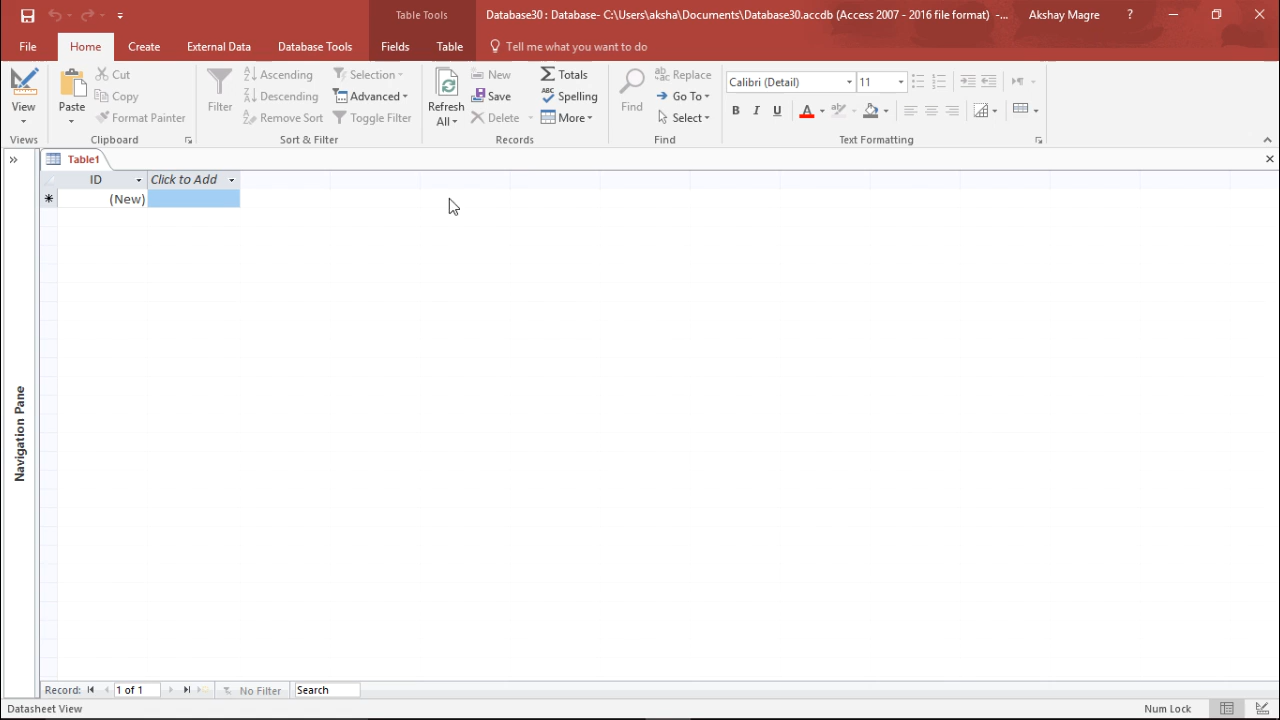 Table Tools
Database30 : Database- C:\Users\aksha\Documents\Database30.accdb (Access 2007 - 2016 file format) -...
Akshay Magre
?
File
Home
Create
External Data
Database Tools
Fields
Table
Tell me what you want to do
View
Views
Paste
Cut
Copy
Format Painter
Clipboard
Filter
Ascending
Descending
Remove Sort
Selection
Advanced
Toggle Filter
Sort & Filter
Refresh
All
New
Save
Delete
Totals
Spelling
More
Records
Find
Replace
Go To
Select
Find
Calibri (Detail)
11
B I U A
Text Formatting
Table1
ID
Click to Add
(New)
Navigation Pane
Record:
1 of 1
No Filter
Search
Datasheet View
Num Lock